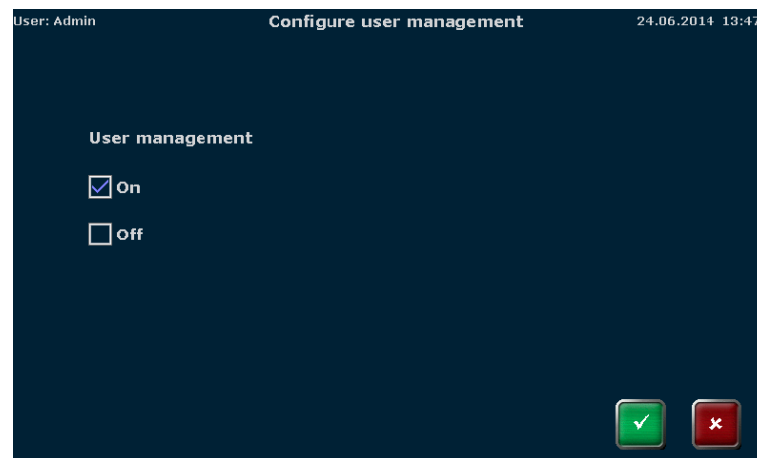 User: Admin Configure user management 24.06.2014 13:47
User management
On
Off